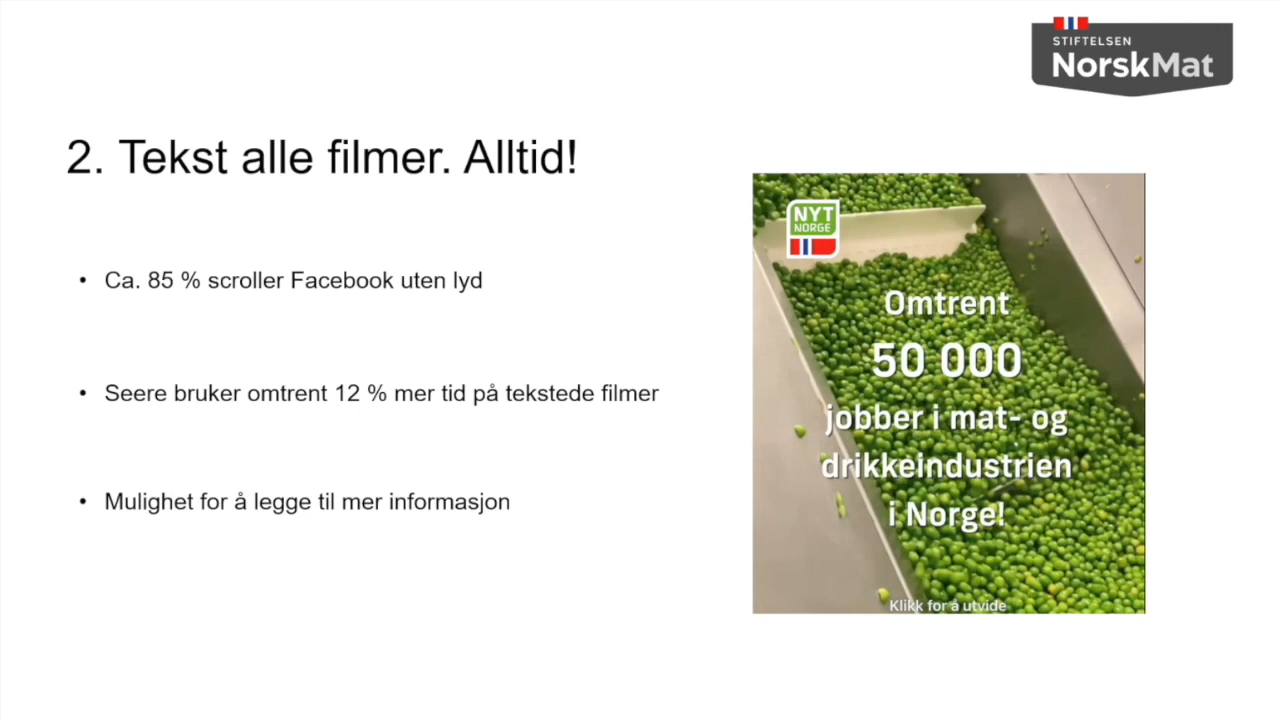 STIFTELSEN
NorskMat
2. Tekst alle filmer. Alltid!
• Ca. 85 % scroller Facebook uten lyd
• Seere bruker omtrent 12 % mer tid på tekstede filmer
• Mulighet for å legge til mer informasjon
NYT
NORGE
Omtrent
50 000
jobber i mat- og
drikkeindustrien
i Norge!
Klikk for å utvide